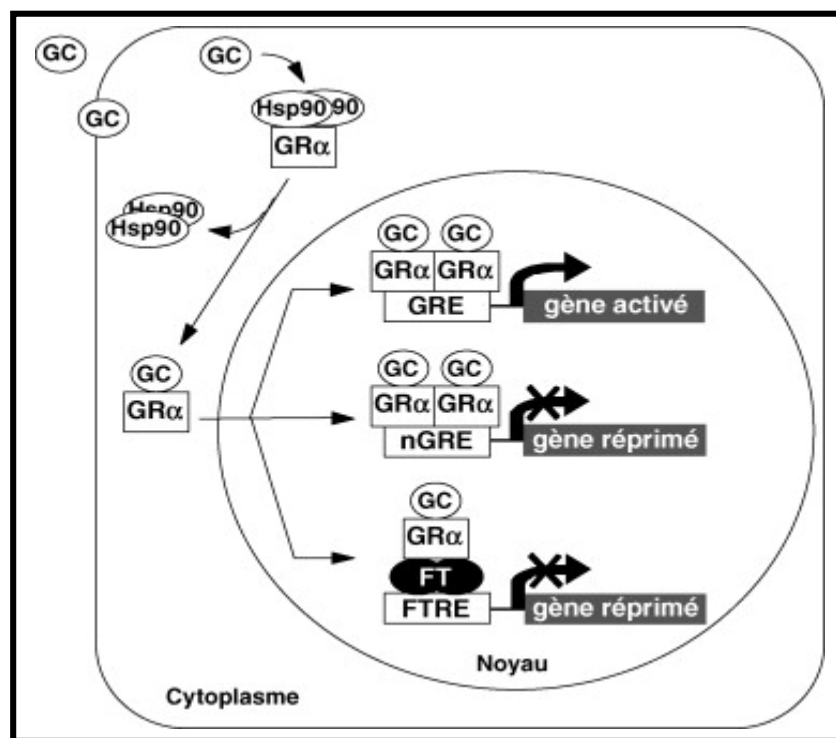 GC
GC
GC
Hsp90 90
GRα
Hsp90
Hsp90
GC
GRα
GC GC
GRα GRα
GRE
gène activé
GC GC
GRα GRα
nGRE
gène réprimé
GC
GRα
FT
FTRE
gène réprimé
Noyau
Cytoplasme